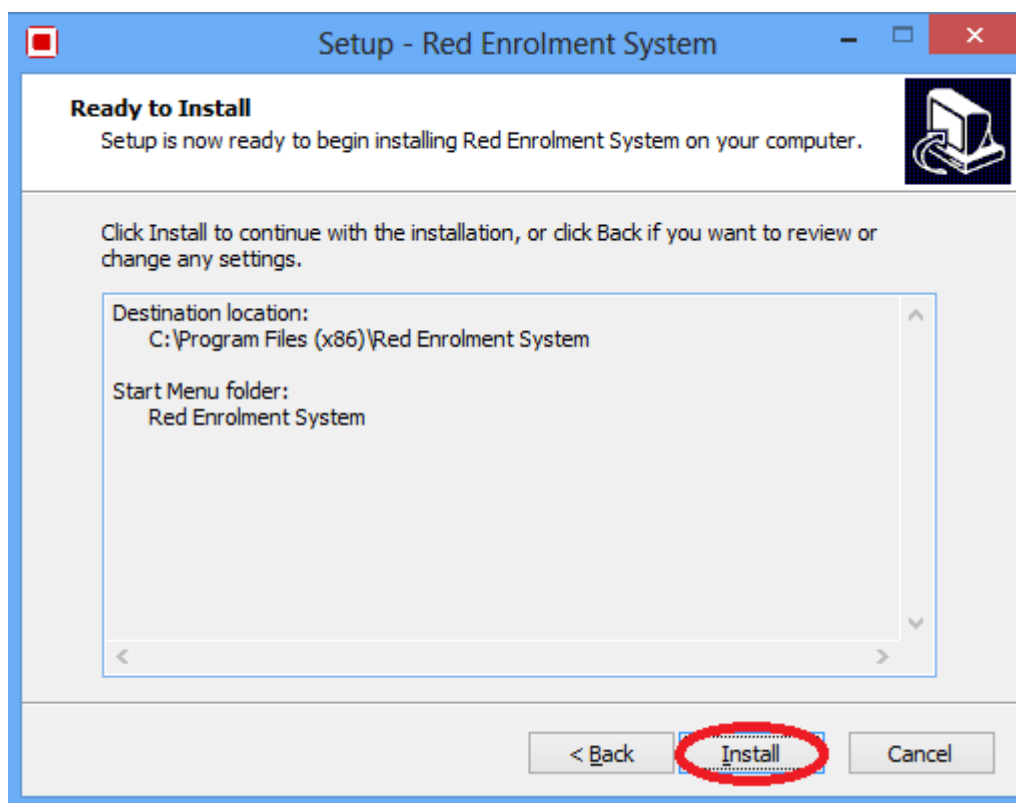 Setup - Red Enrolment System
Ready to Install
Setup is now ready to begin installing Red Enrolment System on your computer.
Click Install to continue with the installation, or click Back if you want to review or
change any settings.
Destination location:
C:\Program Files (x86)\Red Enrolment System
Start Menu folder:
Red Enrolment System
< Back Install Cancel